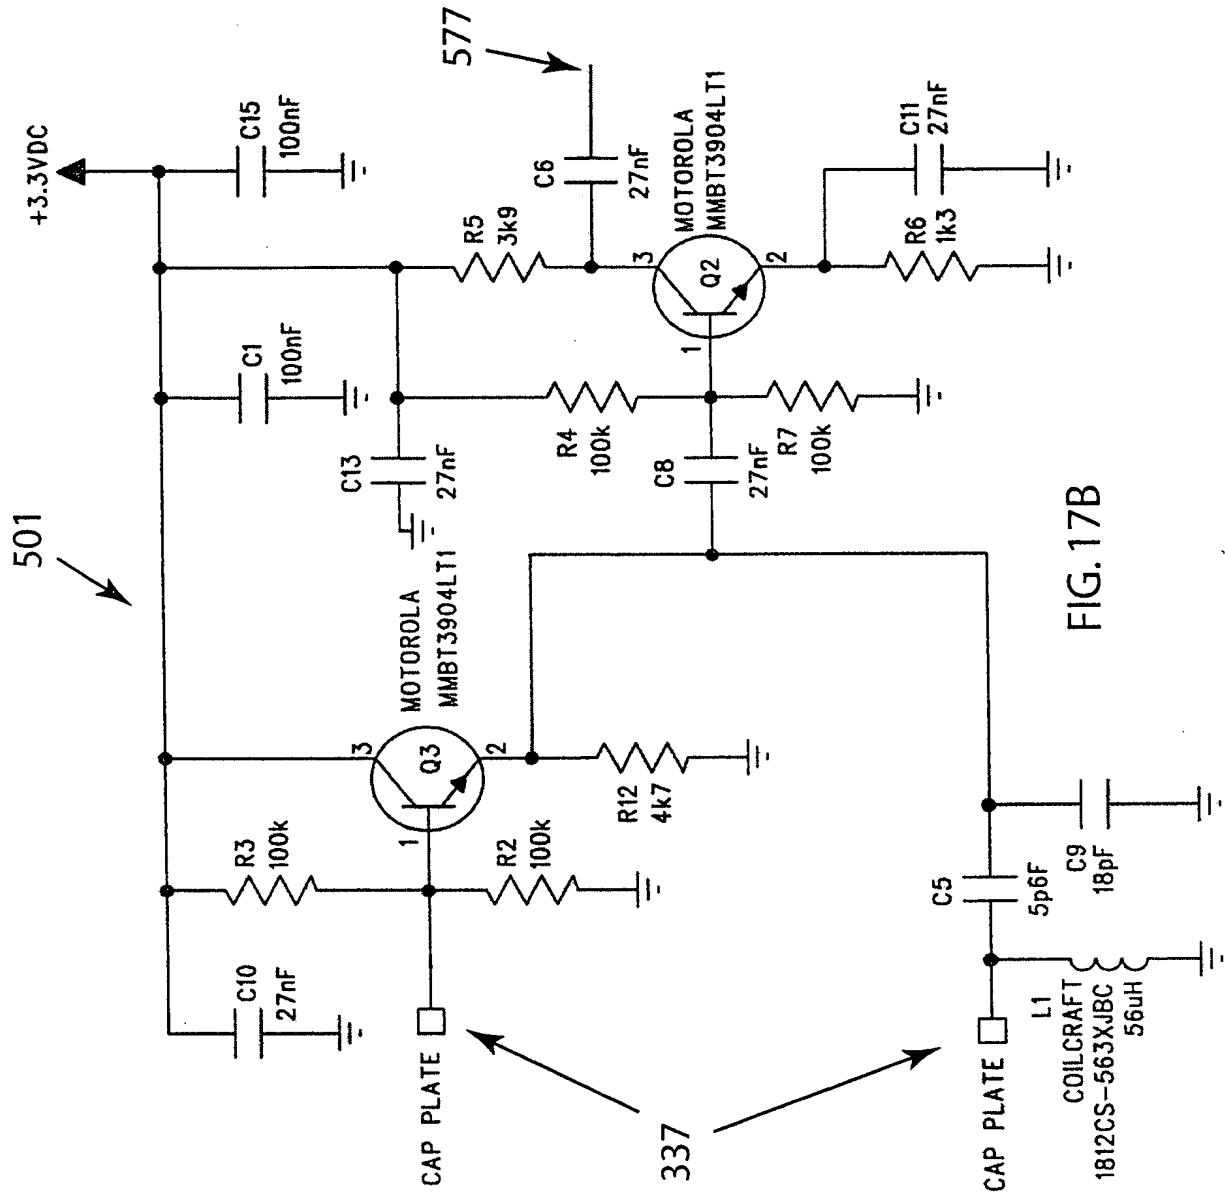 577
+3.3VDC
C15
100nF
C6
27nF
MOTOROLA
MMBT3904LT1
C11
27nF
R5
3k9
3
Q2
2
R6
1k3
C1
100nF
1
C13
27nF
R4
100k
C8
27nF
R7
100k
501
MOTOROLA
MMBT3904LT1
FIG. 17B
3
Q3
2
R12
4k7
1
R3
100k
R2
100k
C5
5p6F
C9
18pF
C10
27nF
CAP PLATE
337
CAP PLATE
L1
COILCRAFT
1812CS-563XJBC
56uH